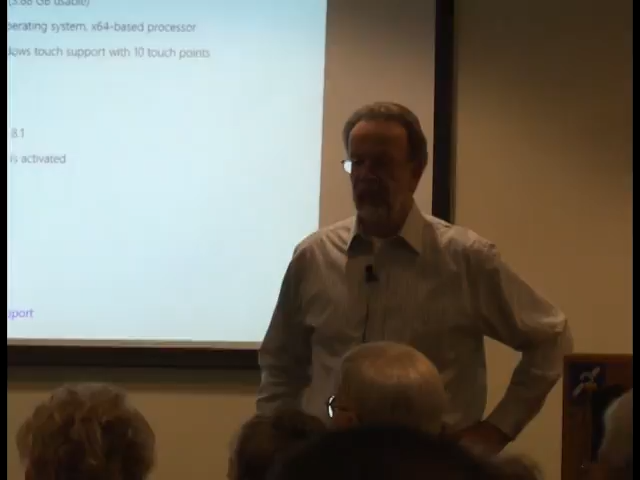 (3.88 GB usable)
perating system, x64-based processor
dows touch support with 10 touch points
8.1
is activated
pport